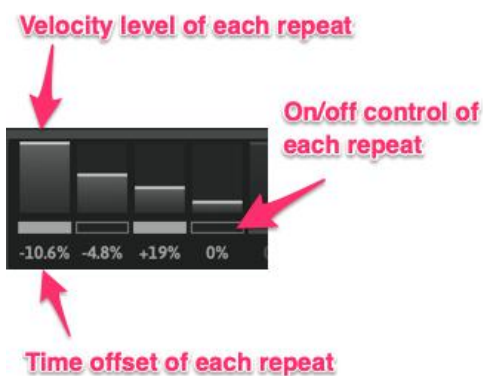 Velocity level of each repeat
On/off control of
each repeat
-10.6% -4.8% +19% 0%
Time offset of each repeat